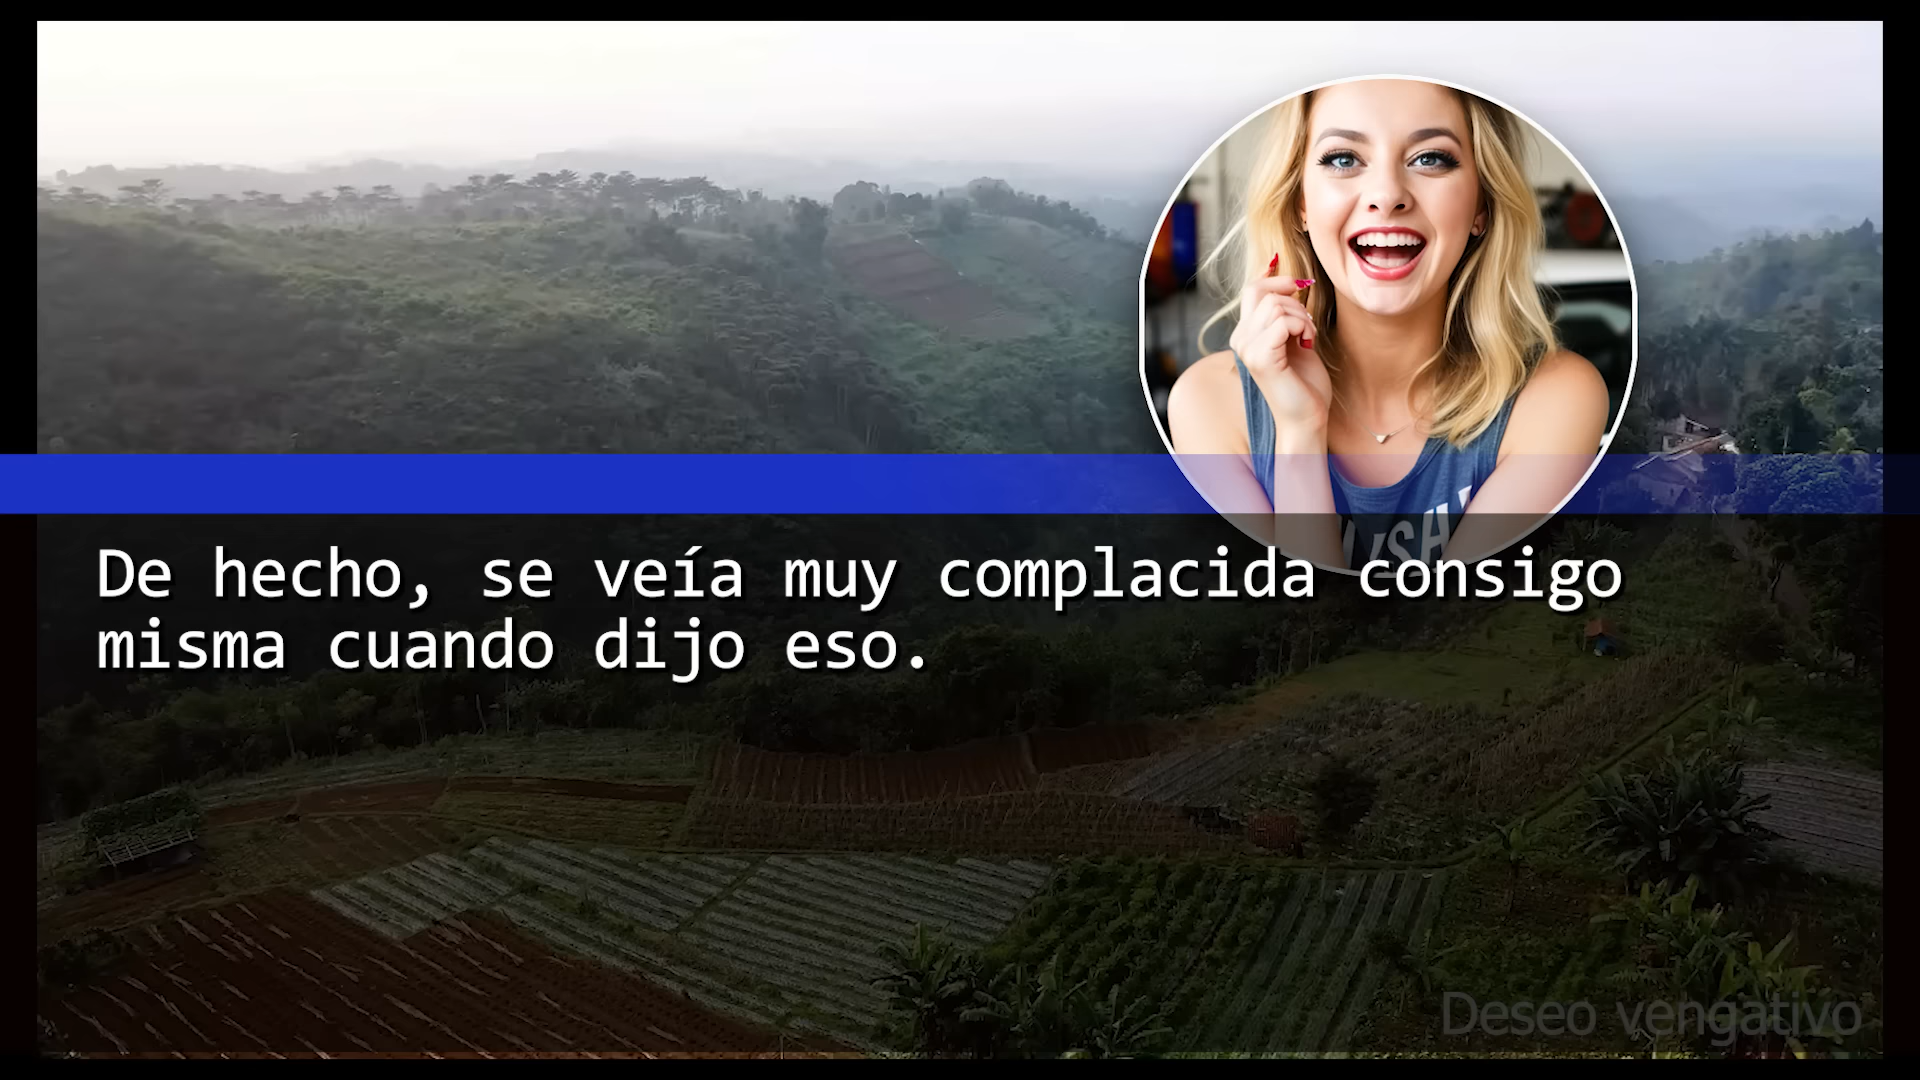 De hecho, se veía muy complacida consigo
misma cuando dijo eso.
Deseo vengativo